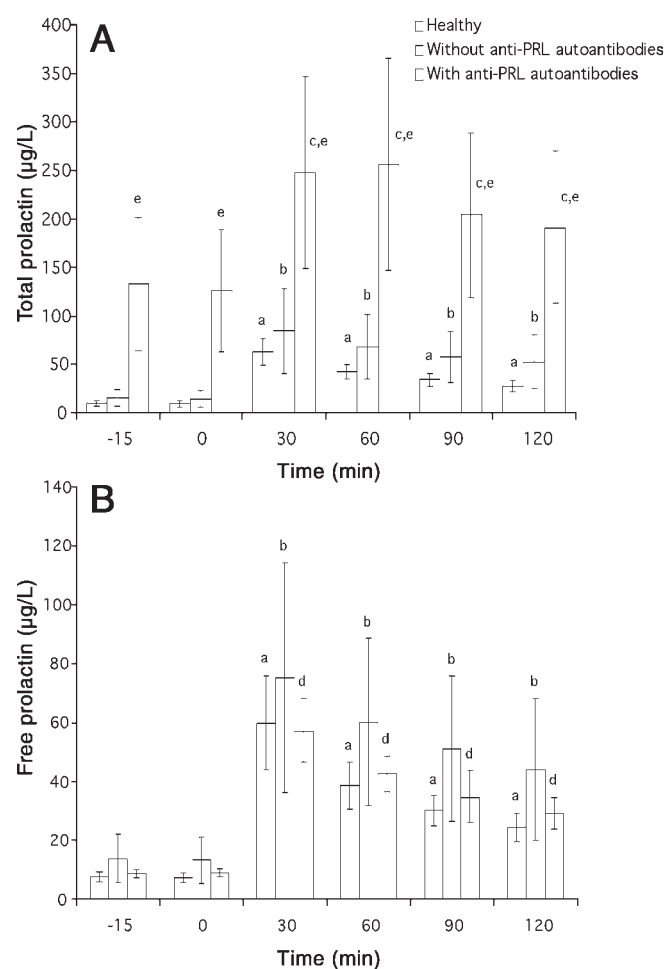 A
Healthy
Without anti-PRL autoantibodies
With anti-PRL autoantibodies
Total prolactin (µg/L)
400
350
300
250
200
150
100
50
0
e
e
a
b
c,e
a
b
c,e
a
b
c,e
a
b
c,e
-15 0 30 60 90 120
Time (min)
B
Free prolactin (µg/L)
140
120
100
80
60
40
20
0
a
b
d
a
b
d
a
b
d
a
b
d
-15 0 30 60 90 120
Time (min)